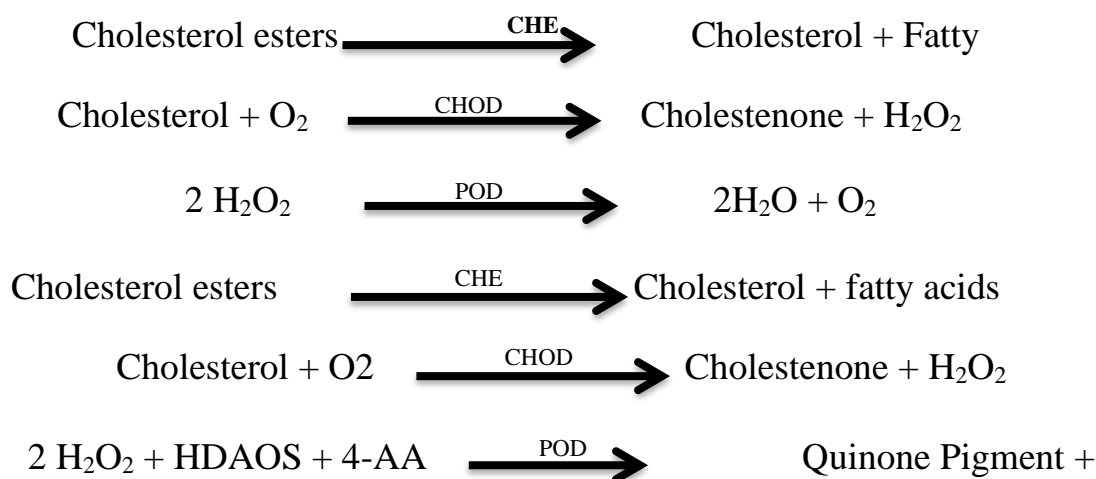 Cholesterol esters CHE Cholesterol + Fatty
Cholesterol + O₂ CHOD Cholestenone + H₂O₂
2 H₂O₂ POD 2H₂O + O₂
Cholesterol esters CHE Cholesterol + fatty acids
Cholesterol + O2 CHOD Cholestenone + H₂O₂
2 H₂O₂ + HDAOS + 4-AA POD Quinone Pigment +